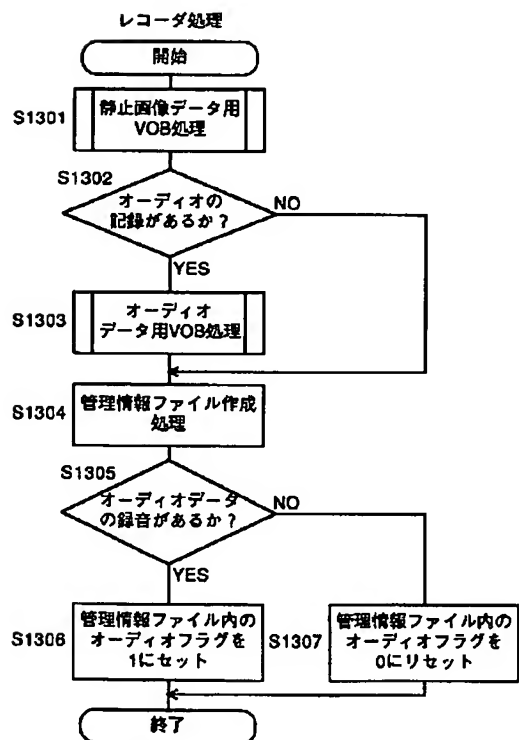 レコーダ処理
開始
S1301
静止画像データ用
VOB処理
S1302
オーディオの
記録があるか?
NO
YES
S1303
オーディオ
データ用VOB処理
S1304
管理情報ファイル作成
処理
S1305
オーディオデータ
の録音があるか?
NO
YES
S1306
管理情報ファイル内の
オーディオフラグを
1にセット
S1307
管理情報ファイル内の
オーディオフラグを
0にリセット
終了